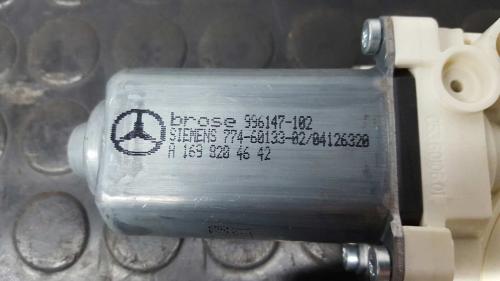 brose 996147-102
SIEMENS 774-60133-02/04126320
A 169 820 46 42